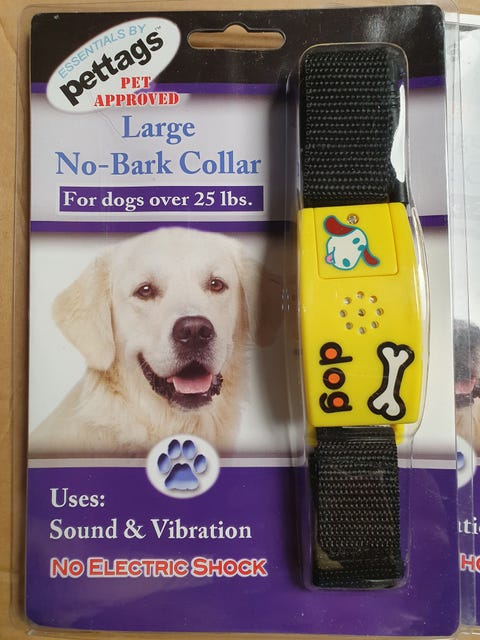 ESSENTIALS BY
pettags™
PET
APPROVED
Large
No-Bark Collar
For dogs over 25 lbs.
dog
Uses:
Sound & Vibration
NO ELECTRIC SHOCK